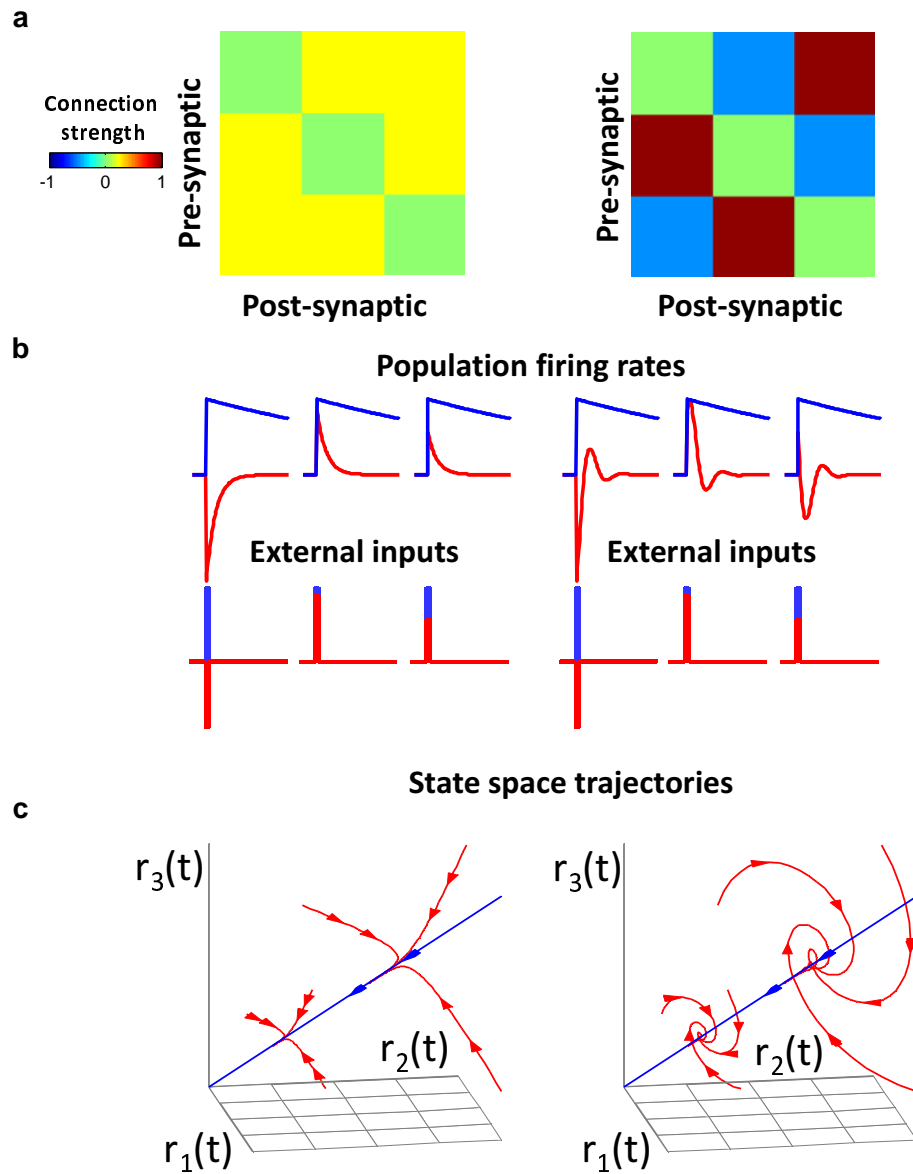 a
Connection
strength
-1 0 1
Pre-synaptic
Post-synaptic
Pre-synaptic
Post-synaptic
b
Population firing rates
External inputs
External inputs
State space trajectories
c
r3(t)
r2(t)
r1(t)
r3(t)
r2(t)
r1(t)